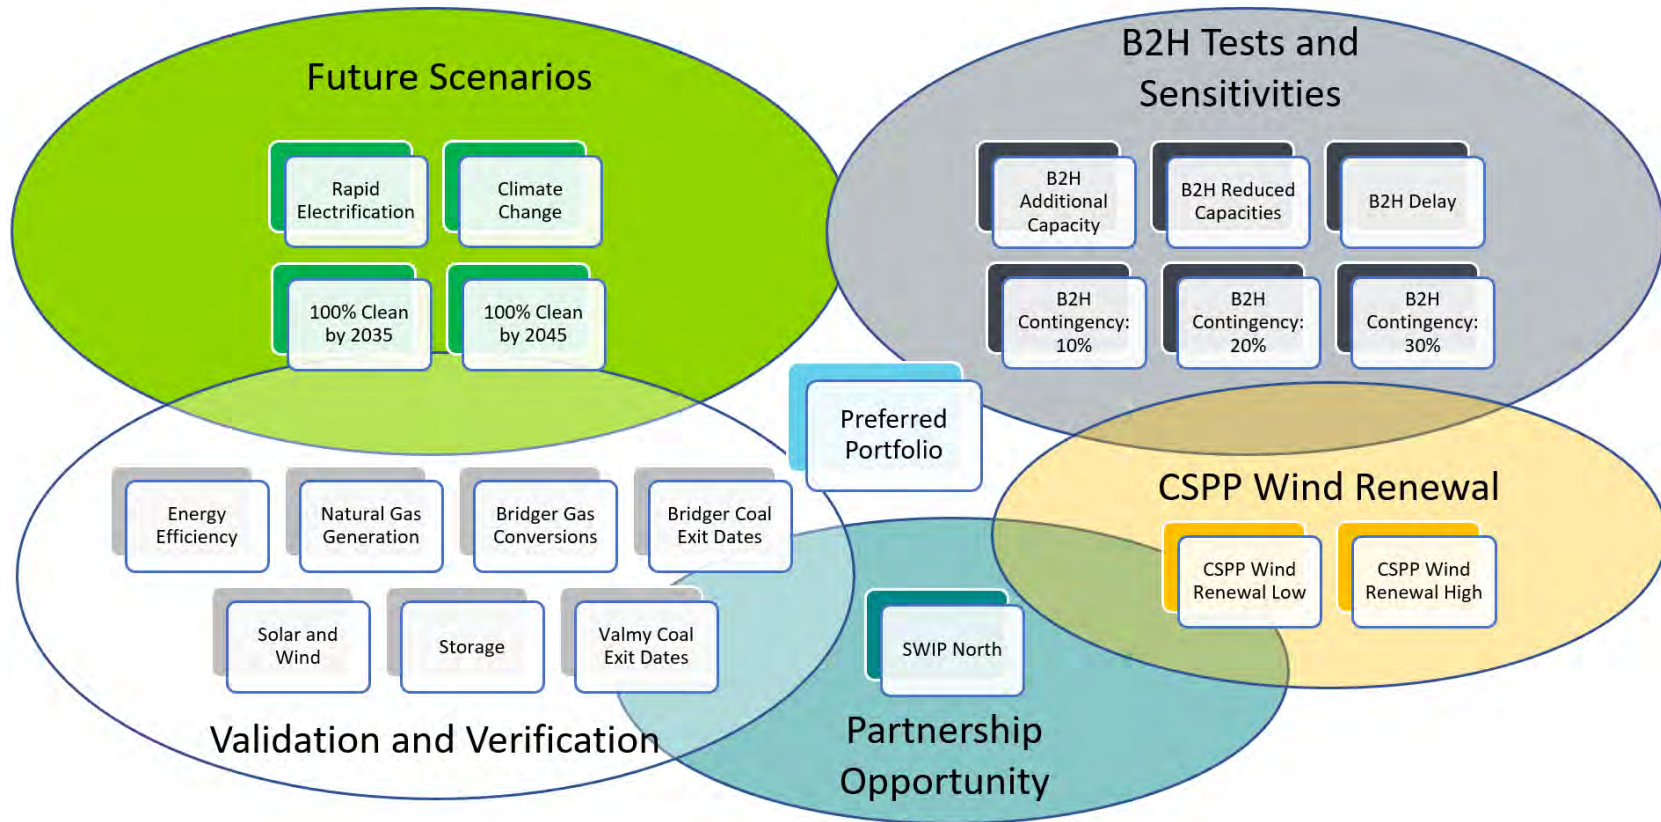 Future Scenarios
Rapid
Electrification
Climate
Change
100% Clean
by 2035
100% Clean
by 2045
B2H Tests and
Sensitivities
B2H
Additional
Capacity
B2H Reduced
Capacities
B2H Delay
B2H
Contingency:
10%
B2H
Contingency:
20%
B2H
Contingency:
30%
Preferred
Portfolio
Energy
Efficiency
Natural Gas
Generation
Bridger Gas
Conversions
Bridger Coal
Exit Dates
Solar and
Wind
Storage
Valmy Coal
Exit Dates
Validation and Verification
CSPP Wind Renewal
CSPP Wind
Renewal Low
CSPP Wind
Renewal High
SWIP North
Partnership
Opportunity